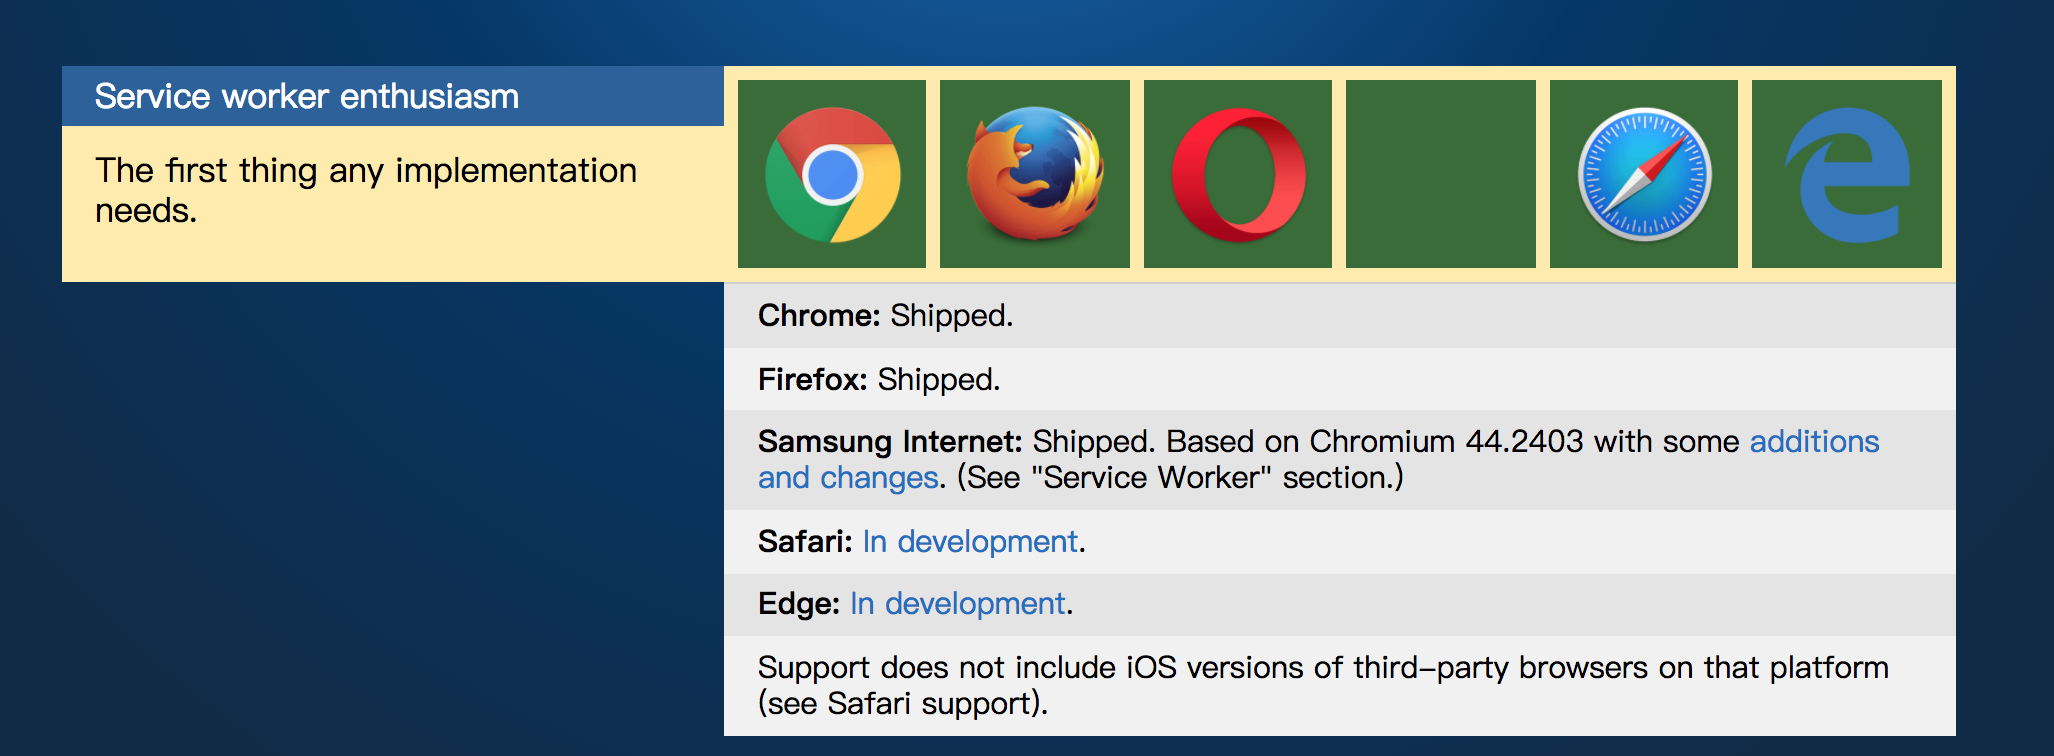 Service worker enthusiasm
The first thing any implementation
needs.
Chrome: Shipped.
Firefox: Shipped.
Samsung Internet: Shipped. Based on Chromium 44.2403 with some additions
and changes. (See "Service Worker" section.)
Safari: In development.
Edge: In development.
Support does not include iOS versions of third–party browsers on that platform
(see Safari support).